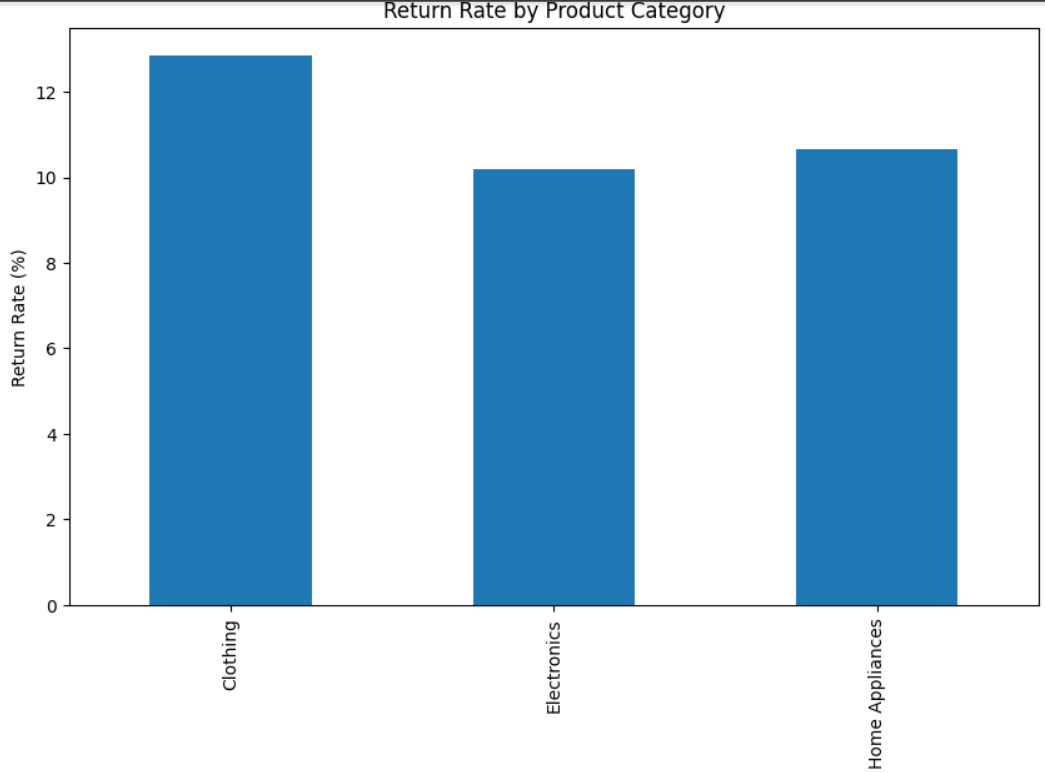 Return Rate by Product Category
Return Rate (%)
12
10
8
6
4
2
0
Clothing
Electronics
Home Appliances